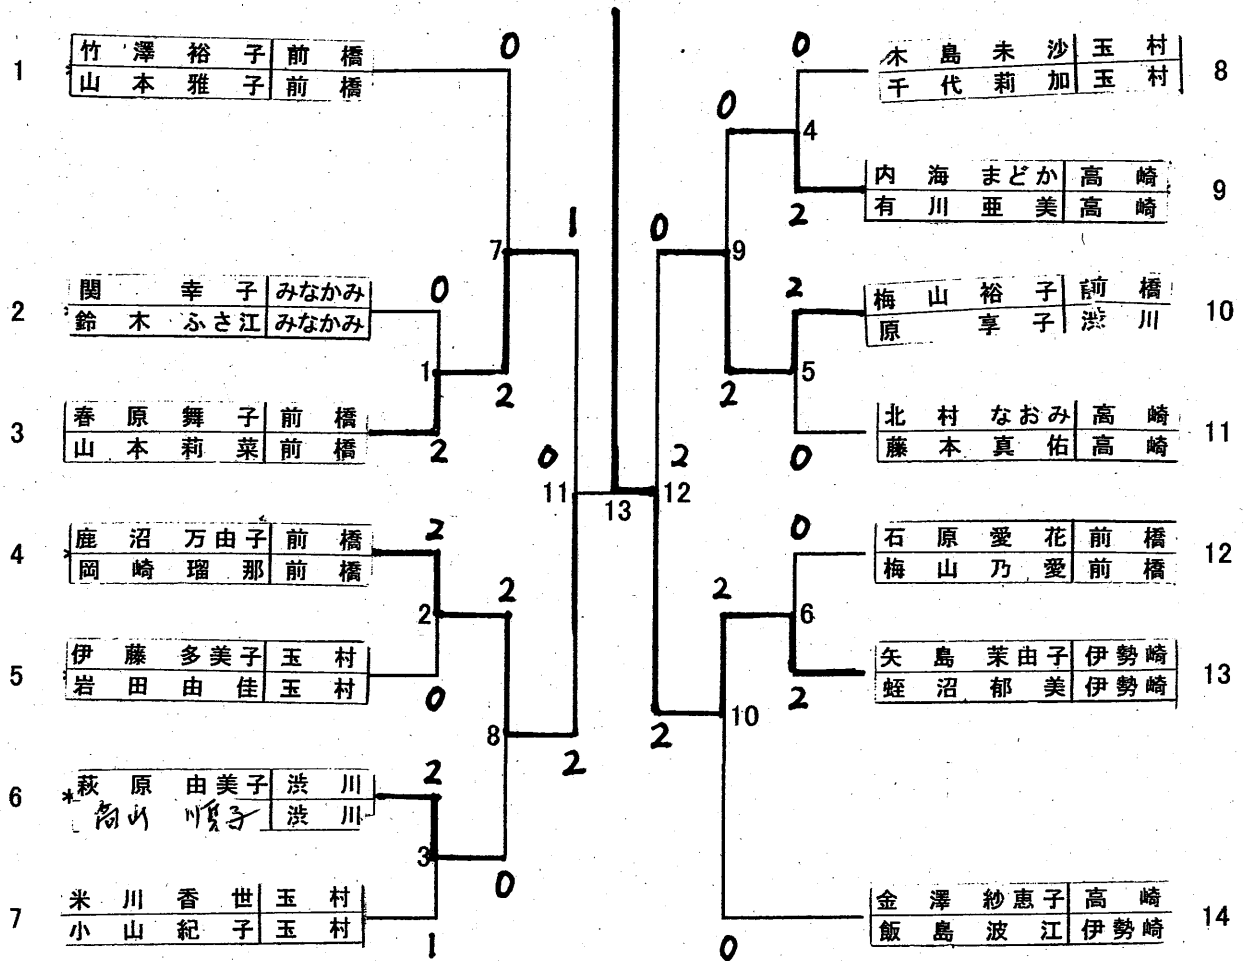 1 竹澤裕子 前橋
山本雅子 前橋
2 関幸子 みなかみ
鈴木ふさ江 みなかみ
3 春原舞子 前橋
山本莉菜 前橋
4 * 鹿沼万由子 前橋
岡崎瑠那 前橋
5 伊藤多美子 玉村
岩田由佳 玉村
6 * 萩原由美子 渋川
順子 渋川
7 米川香世 玉村
小山紀子 玉村
0
7
1
0
1
2
2
2
2
2
0
8
2
2
3
0
1
0
11
13
12
2
0
9
0
4
0
2
2
5
2
0
0
6
2
2
10
2
0
木島未沙 玉村 8
千代莉加 玉村
内海まどか 高崎 9
有川亜美 高崎
梅山裕子 前橋 10
原享子 渋川
北村なおみ 高崎 11
藤本真佑 高崎
石原愛花 前橋 12
梅山乃愛 前橋
矢島茉由子 伊勢崎 13
蛭沼郁美 伊勢崎
金澤紗恵子 高崎 14
飯島波江 伊勢崎